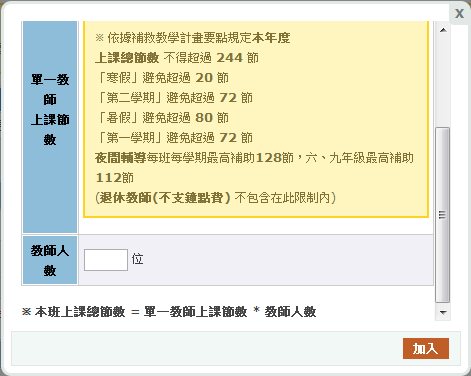 ※ 依據補救教學計畫要點規定本年度
上課總節數 不得超過 244 節
「寒假」避免超過 20 節
「第二學期」避免超過 72 節
「暑假」避免超過 80 節
「第一學期」避免超過 72 節
夜間輔導每班每學期最高補助128節，六、九年級最高補助
112節
(退休教師(不支鐘點費) 不包含在此限制內)
單一教
師
上課節
數
教師人
數
位
※ 本班上課總節數 = 單一教師上課節數 * 教師人數
加入